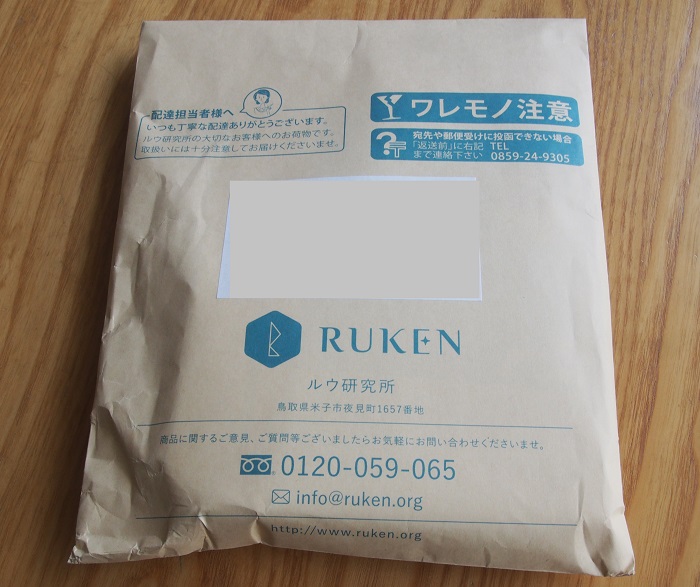 配達担当者様へ
いつも丁寧な配達ありがとうございます。
ルウ研究所の大切なお客様へのお荷物です。
取扱いには十分注意してお届けくださいませ。
ワレモノ注意
?〒
宛先や郵便受けに投函できない場合
「返送前」に右記 TEL
まで連絡下さい 0859-24-9305
RUKEN
ルウ研究所
鳥取県米子市夜見町1657番地
商品に関するご意見、ご質問等ございましたらお気軽にお問い合わせくださいませ。
0120-059-065
info@ruken.org
http://www.ruken.org